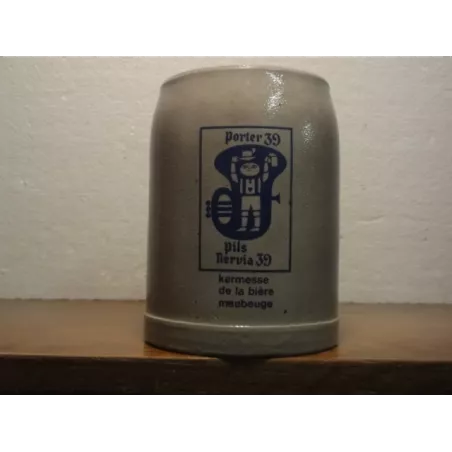 Porter 39
Pils
Nervia 39
kermesse
de la bière
maubeuge